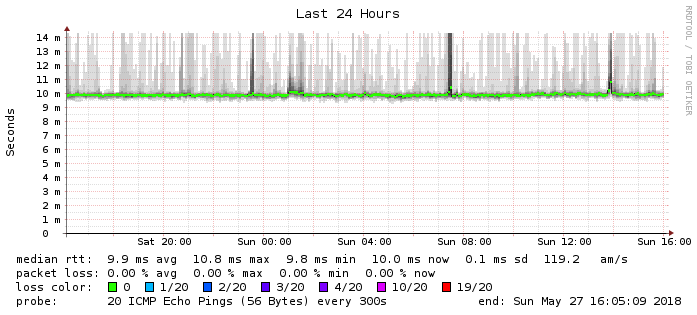 Last 24 Hours
RRDTOOL / TOBI OETIKER
Seconds
14 m
13 m
12 m
11 m
10 m
9 m
8 m
7 m
6 m
5 m
4 m
3 m
2 m
1 m
0
Sat 20:00 Sun 00:00 Sun 04:00 Sun 08:00 Sun 12:00 Sun 16:00
median rtt: 9.9 ms avg 10.8 ms max 9.8 ms min 10.0 ms now 0.1 ms sd 119.2 am/s
packet loss: 0.00 % avg 0.00 % max 0.00 % min 0.00 % now
loss color: 0 1/20 2/20 3/20 4/20 10/20 19/20
probe: 20 ICMP Echo Pings (56 Bytes) every 300s end: Sun May 27 16:05:09 2018